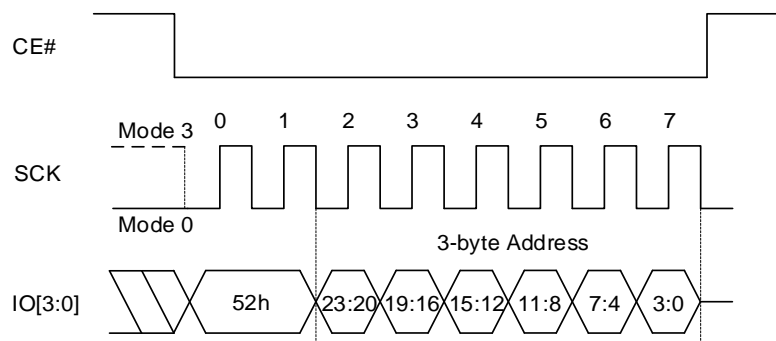 CE#
0 1 2 3 4 5 6 7
Mode 3
SCK
Mode 0
3-byte Address
IO[3:0] 52h 23:20 19:16 15:12 11:8 7:4 3:0